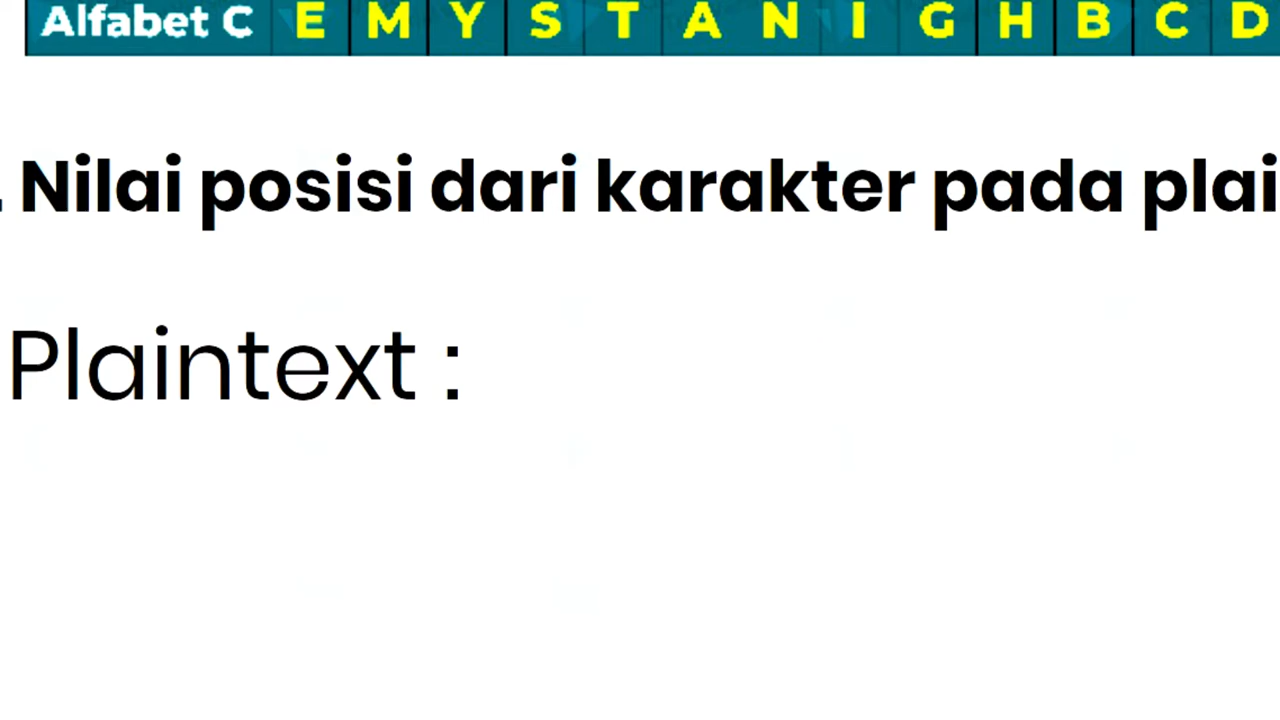 Alfabet C E M Y S T A N I G H B C D
. Nilai posisi dari karakter pada plai
Plaintext :